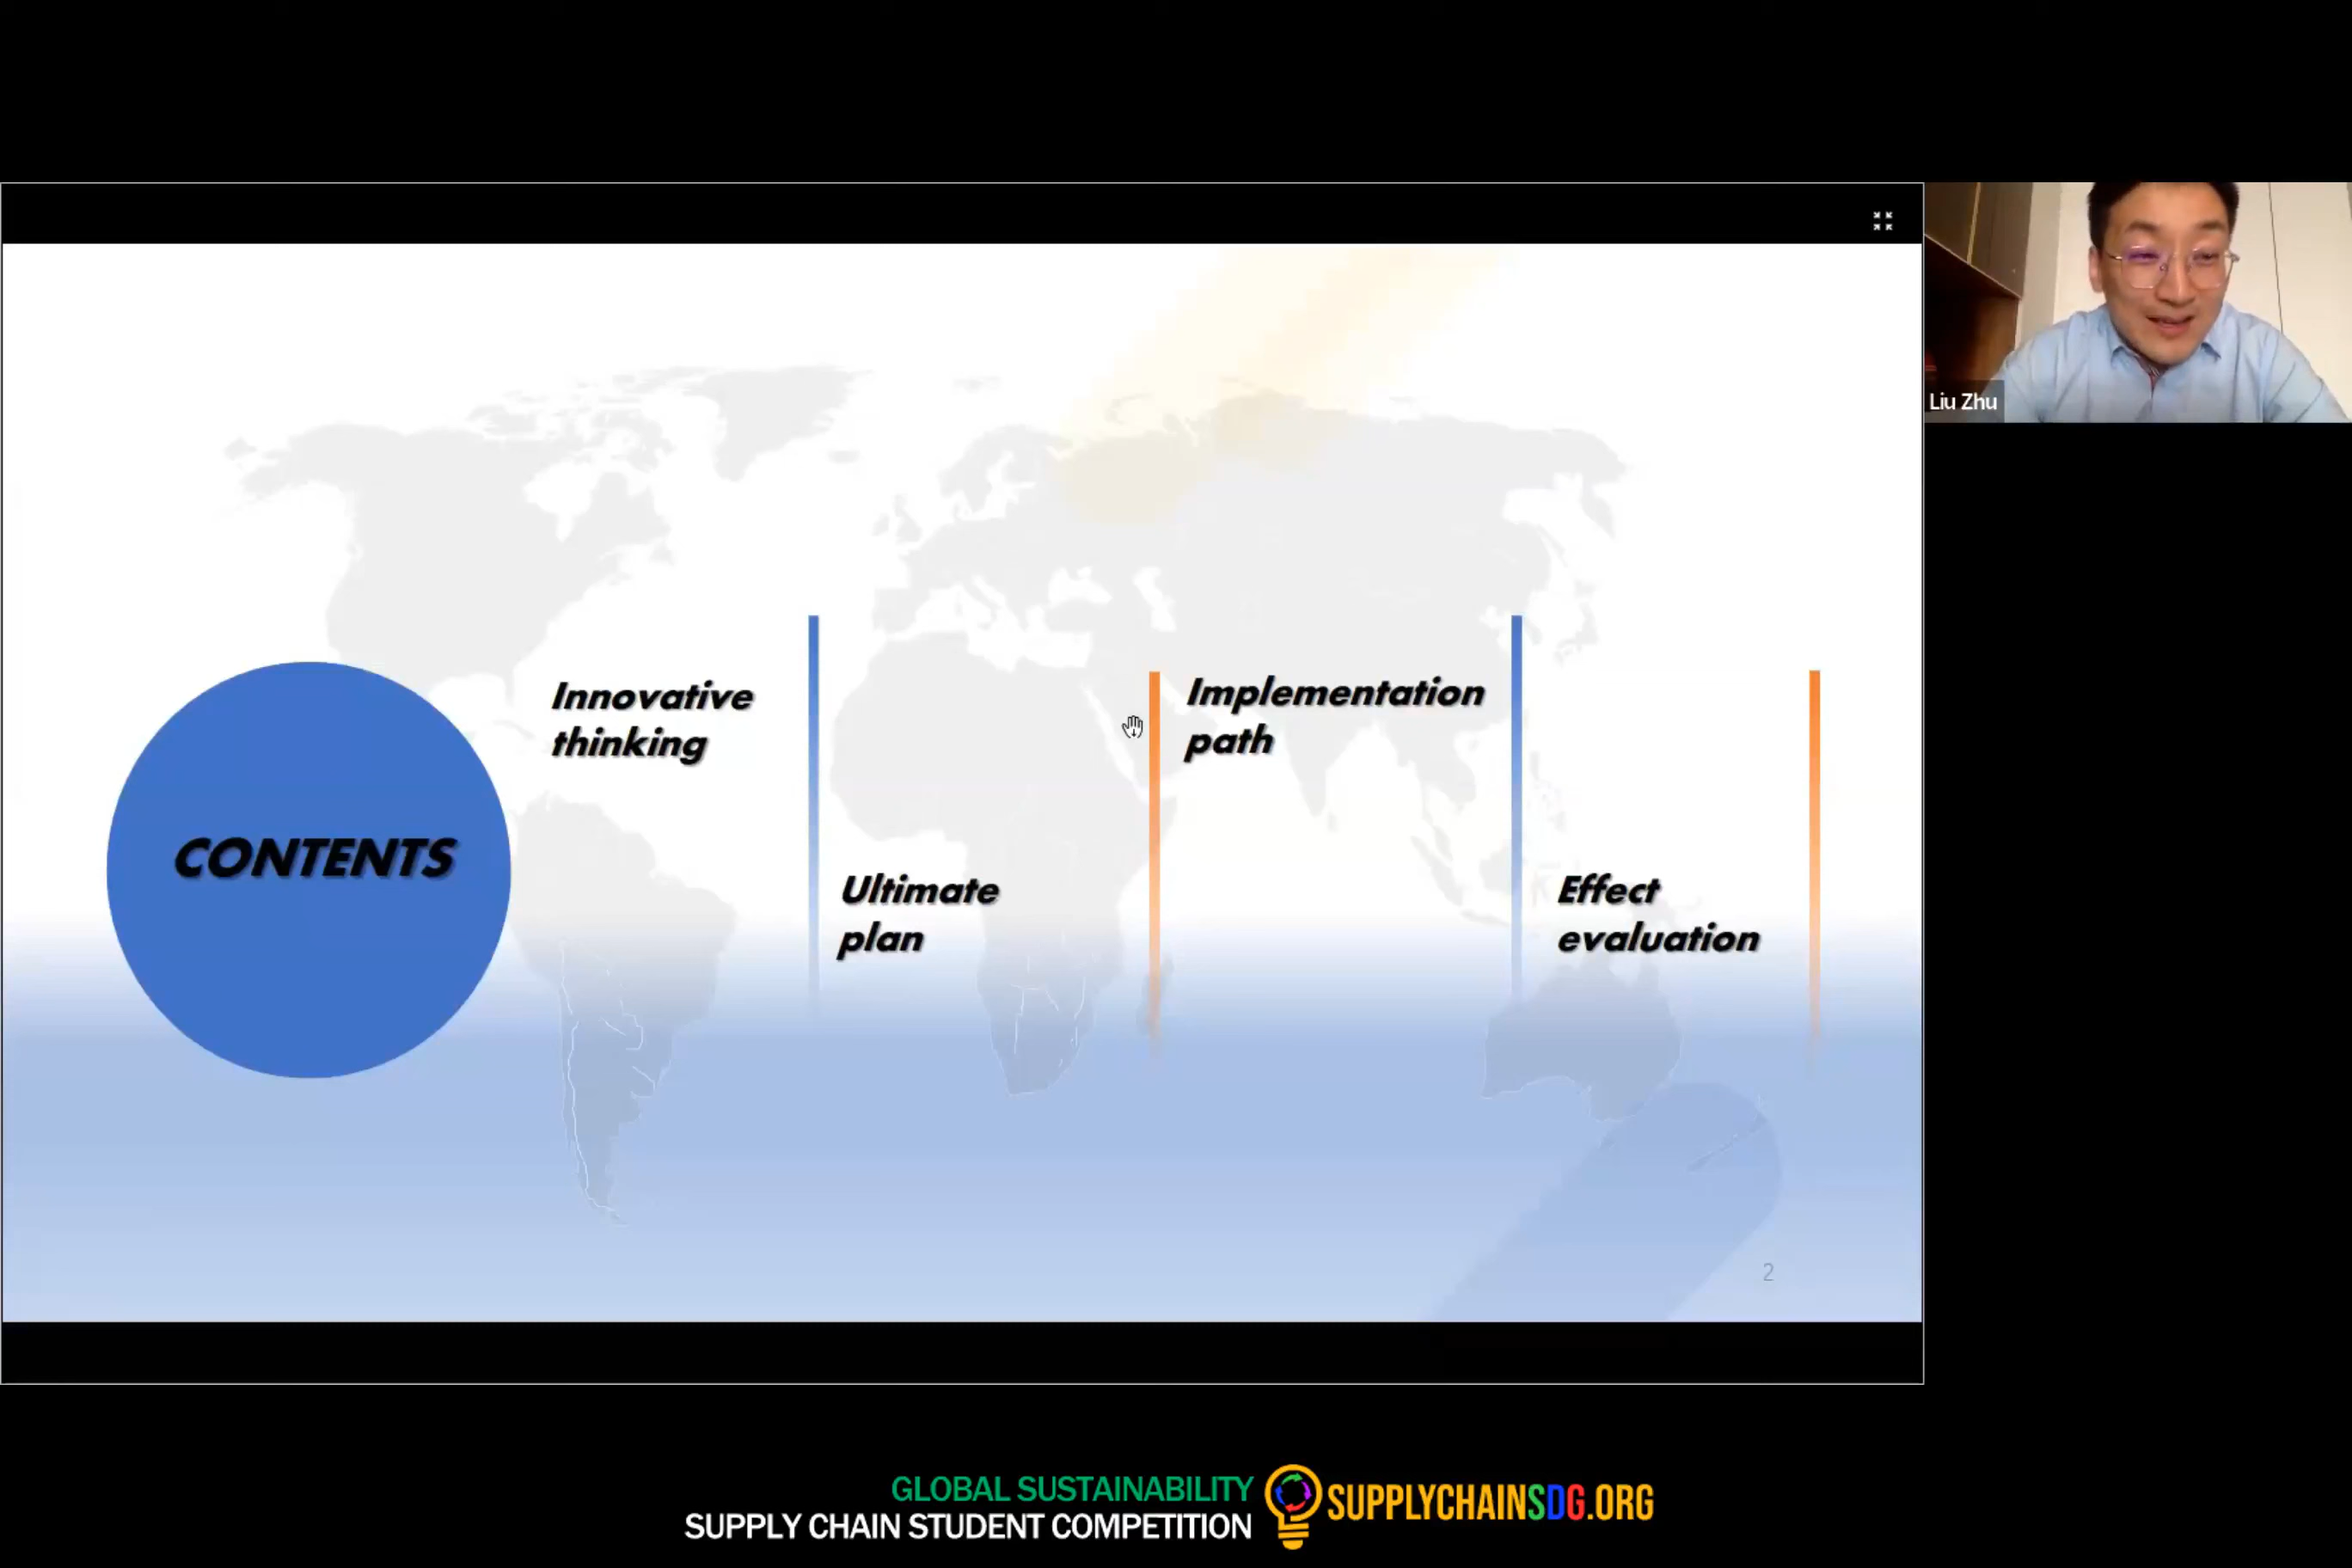 Liu Zhu
Innovative
thinking
Implementation
path
CONTENTS
Ultimate
plan
Effect
evaluation
2
GLOBAL SUSTAINABILITY
SUPPLY CHAIN STUDENT COMPETITION
SUPPLYCHAINSDG.ORG